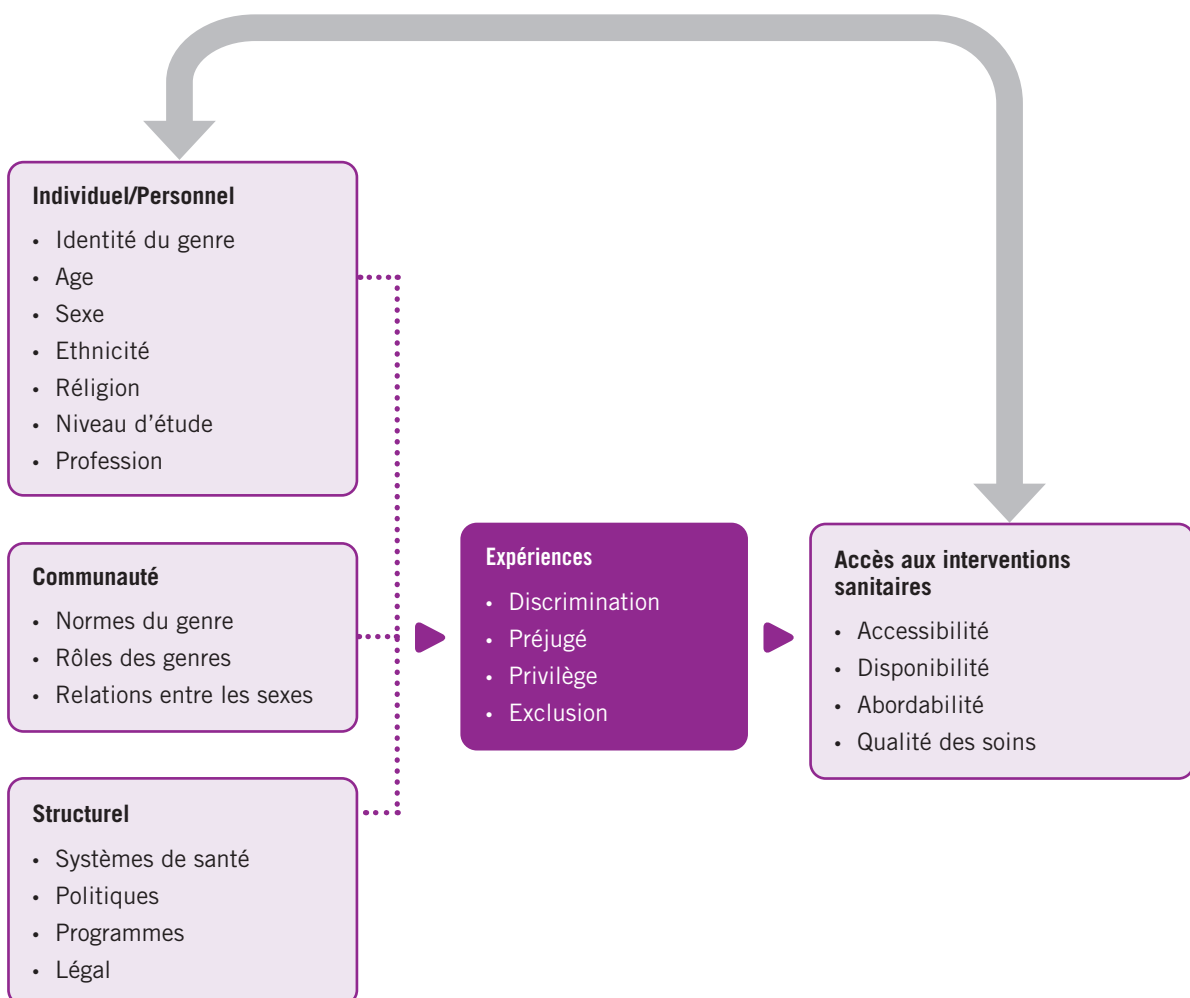 Individuel/Personnel
• Identité du genre
• Age
• Sexe
• Ethnicité
• Réligion
• Niveau d'étude
• Profession
Communauté
• Normes du genre
• Rôles des genres
• Relations entre les sexes
Structurel
• Systèmes de santé
• Politiques
• Programmes
• Légal
Expériences
• Discrimination
• Préjugé
• Privilège
• Exclusion
Accès aux interventions
sanitaires
• Accessibilité
• Disponibilité
• Abordabilité
• Qualité des soins